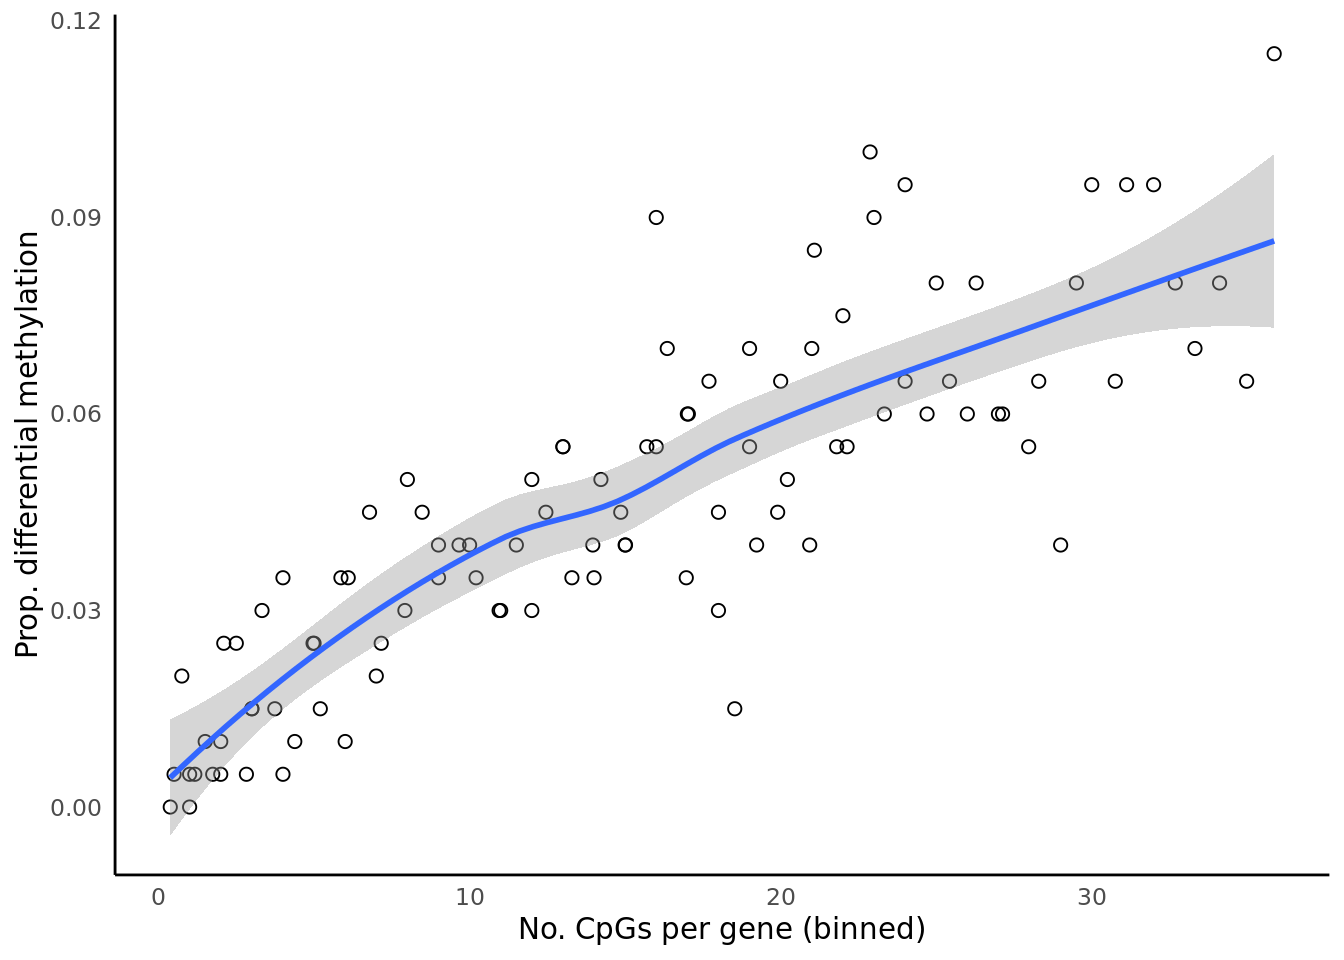 0.12
0.09
0.06
0.03
0.00
Prop. differential methylation
0 10 20 30
No. CpGs per gene (binned)